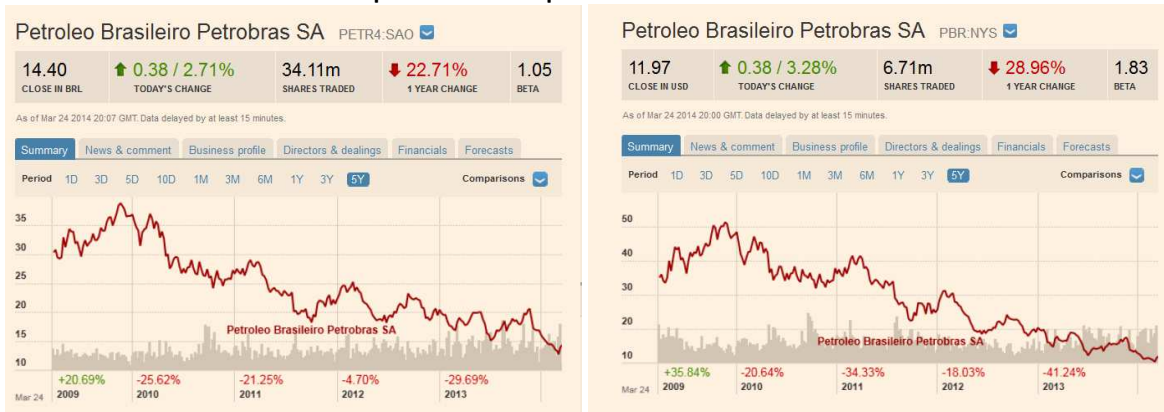 Petroleo Brasileiro Petrobras SA PETR4:SAO
14.40 0.38 / 2.71% 34.11m 22.71% 1.05
CLOSE IN BRL TODAY'S CHANGE SHARES TRADED 1 YEAR CHANGE BETA
As of Mar 24 2014 20:07 GMT. Data delayed by at least 15 minutes.
Summary News & comment Business profile Directors & dealings Financials Forecasts
Period 1D 3D 5D 10D 1M 3M 6M 1Y 3Y 5Y Comparisons
35
30
25
20
15
10
Petroleo Brasileiro Petrobras SA
+20.69% -25.62% -21.25% -4.70% -29.69%
Mar 24 2009 2010 2011 2012 2013
Petroleo Brasileiro Petrobras SA PBR:NYS
11.97 0.38 / 3.28% 6.71m 28.96% 1.83
CLOSE IN USD TODAY'S CHANGE SHARES TRADED 1 YEAR CHANGE BETA
As of Mar 24 2014 20:00 GMT. Data delayed by at least 15 minutes.
Summary News & comment Business profile Directors & dealings Financials Forecasts
Period 1D 3D 5D 10D 1M 3M 6M 1Y 3Y 5Y Comparisons
50
40
30
20
10
Petroleo Brasileiro Petrobras SA
+35.84% -20.64% -34.33% -18.03% -41.24%
Mar 24 2009 2010 2011 2012 2013